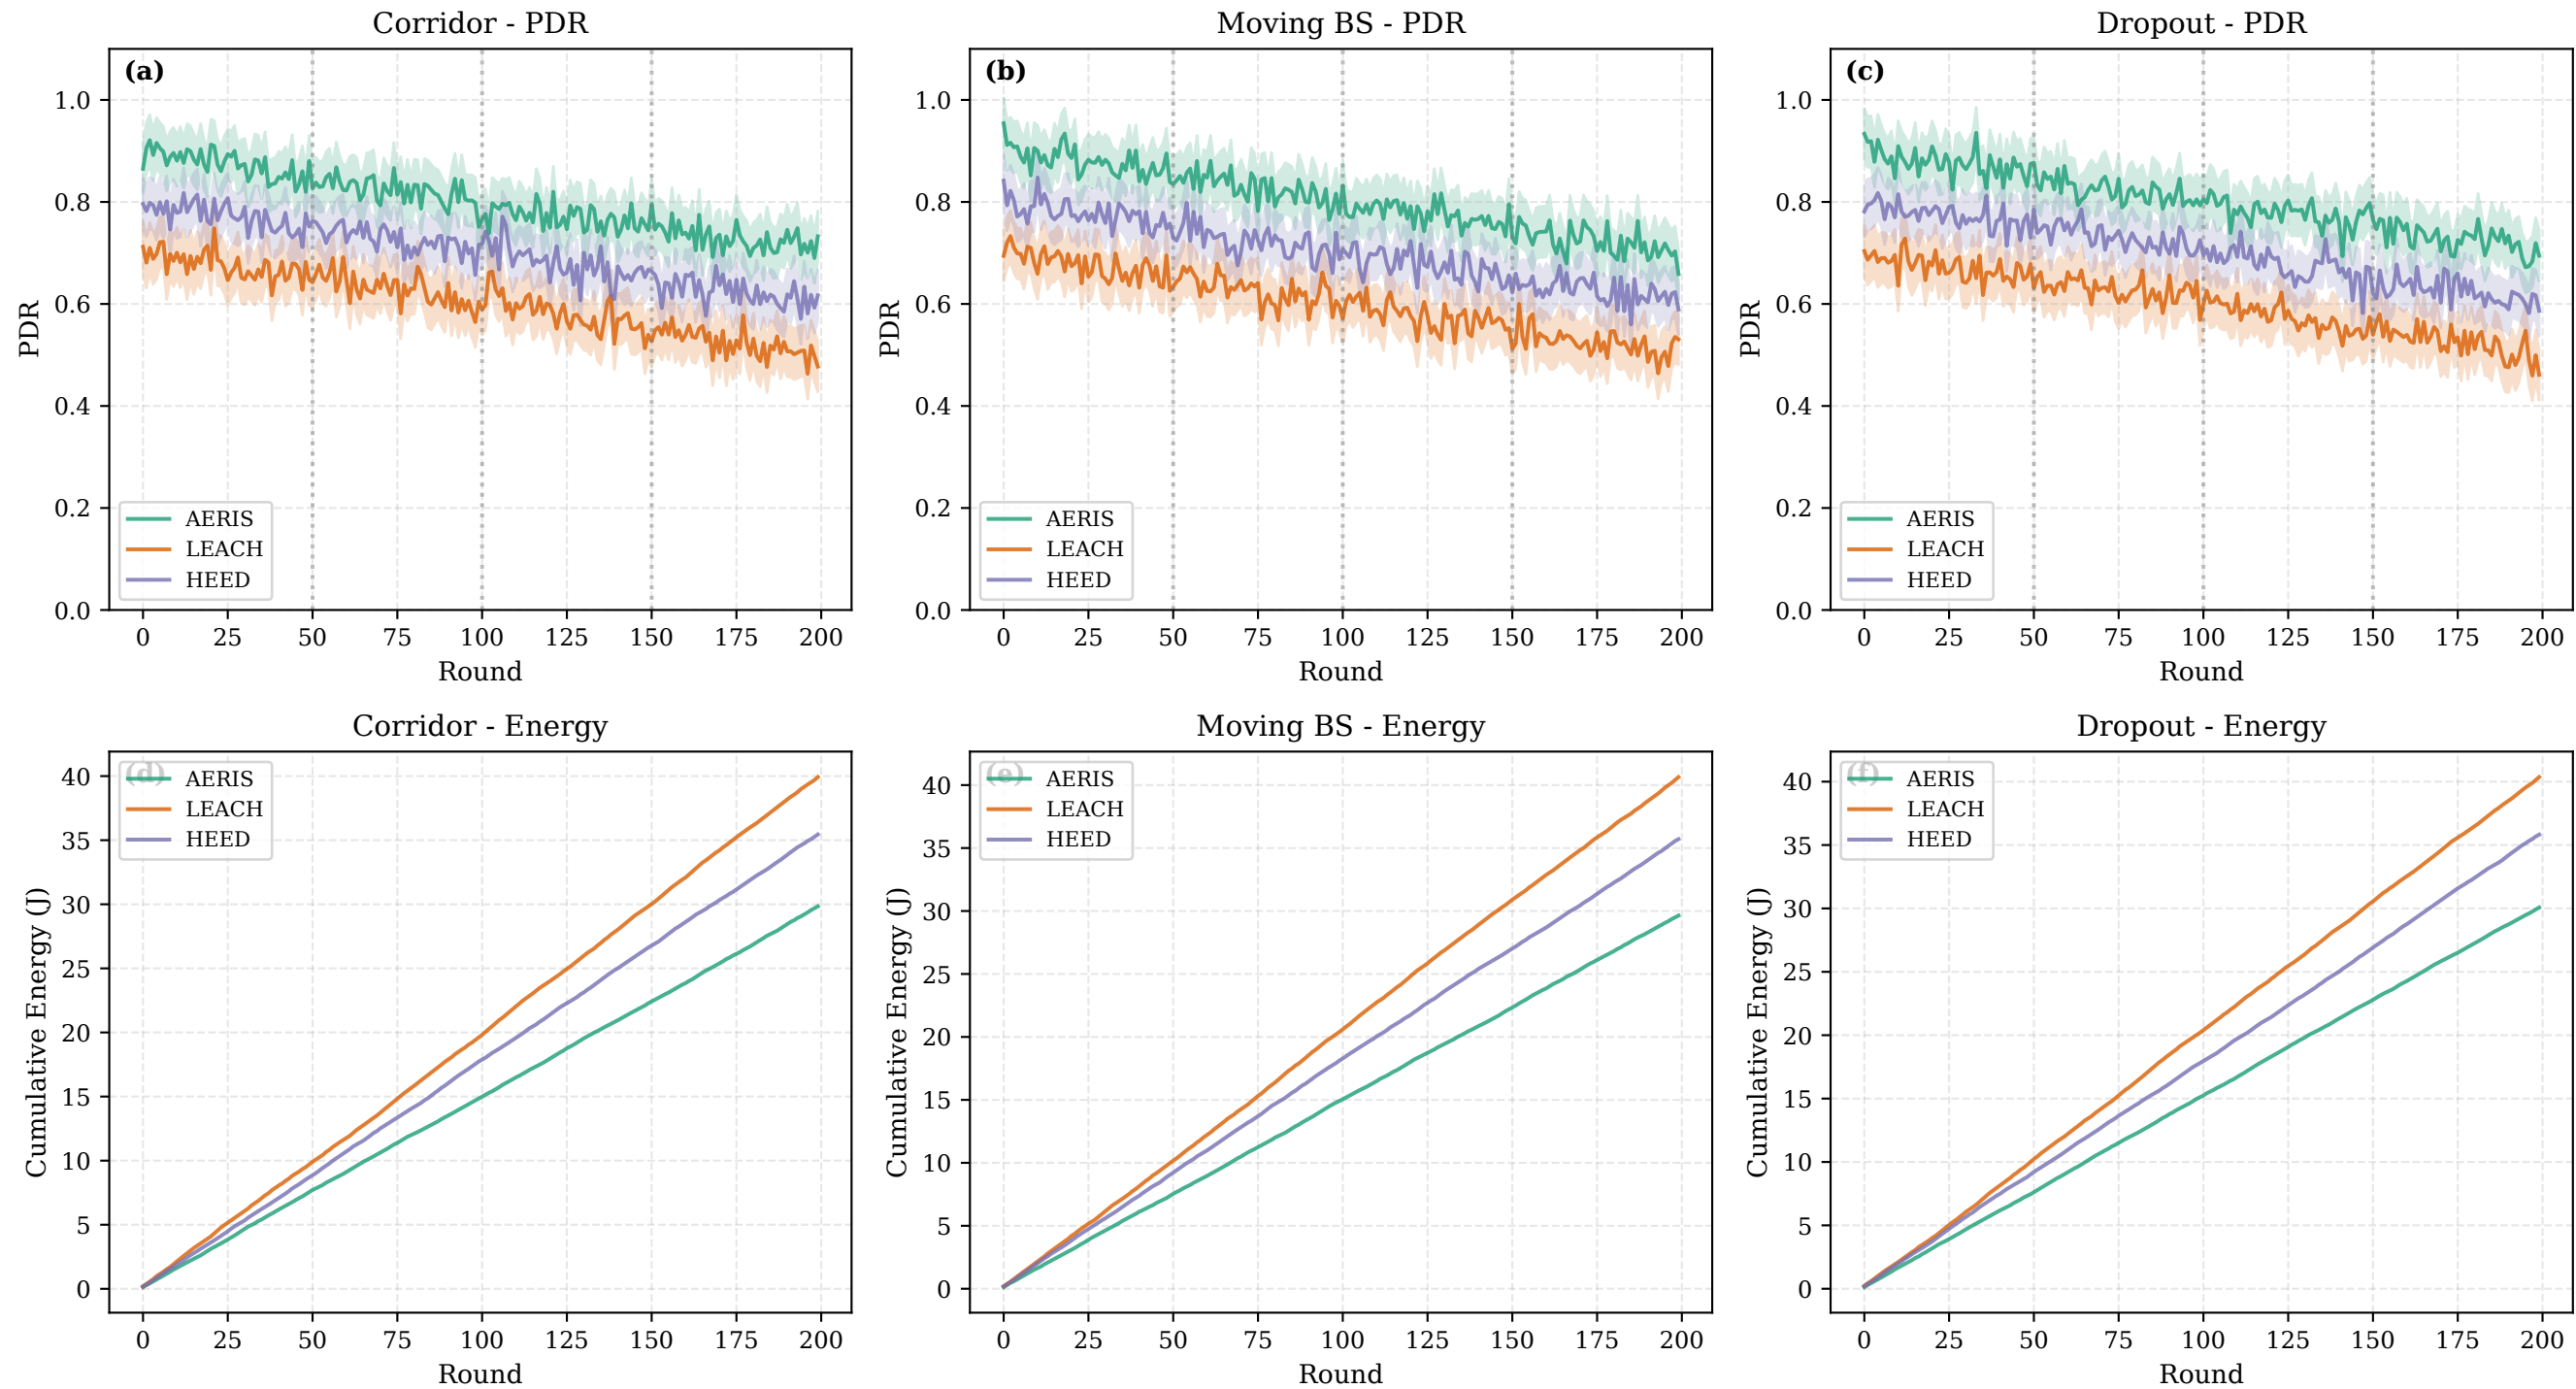 Corridor - PDR
(a)
1.0
0.8
0.6
0.4
0.2
0.0
PDR
AERIS
LEACH
HEED
0 25 50 75 100 125 150 175 200
Round
Moving BS - PDR
(b)
1.0
0.8
0.6
0.4
0.2
0.0
PDR
AERIS
LEACH
HEED
0 25 50 75 100 125 150 175 200
Round
Dropout - PDR
(c)
1.0
0.8
0.6
0.4
0.2
0.0
PDR
AERIS
LEACH
HEED
0 25 50 75 100 125 150 175 200
Round
Corridor - Energy
(d)
40
35
30
25
20
15
10
5
0
Cumulative Energy (J)
AERIS
LEACH
HEED
0 25 50 75 100 125 150 175 200
Round
Moving BS - Energy
(e)
40
35
30
25
20
15
10
5
0
Cumulative Energy (J)
AERIS
LEACH
HEED
0 25 50 75 100 125 150 175 200
Round
Dropout - Energy
(f)
40
35
30
25
20
15
10
5
0
Cumulative Energy (J)
AERIS
LEACH
HEED
0 25 50 75 100 125 150 175 200
Round